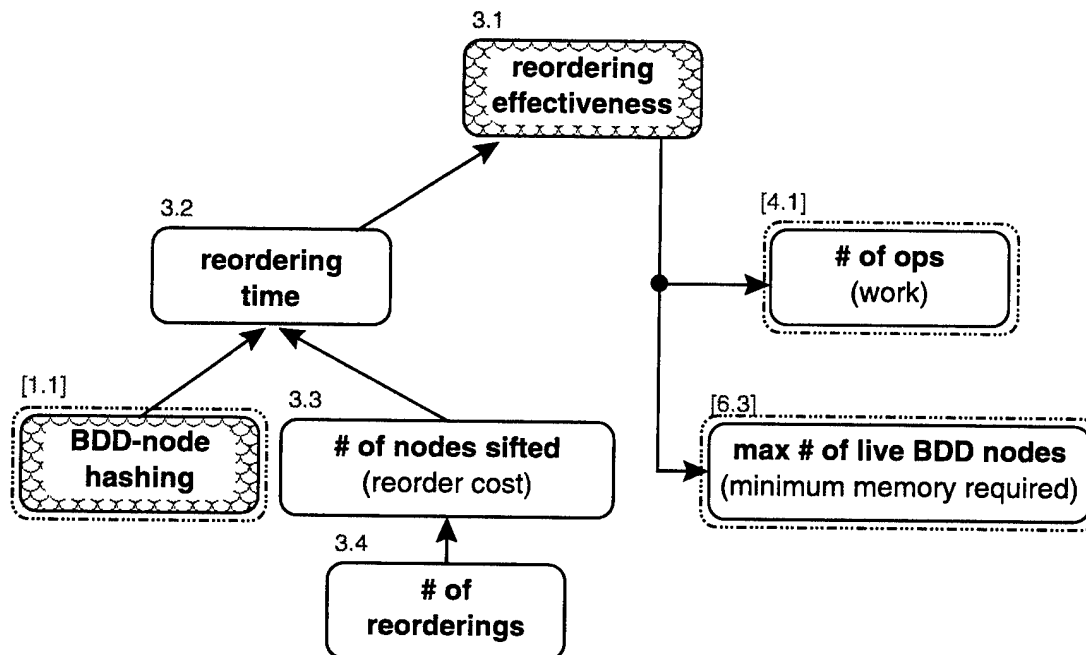 3.1
reordering
effectiveness
3.2
reordering
time
[4.1]
# of ops
(work)
[1.1]
BDD-node
hashing
3.3
# of nodes sifted
(reorder cost)
[6.3]
max # of live BDD nodes
(minimum memory required)
3.4
# of
reorderings